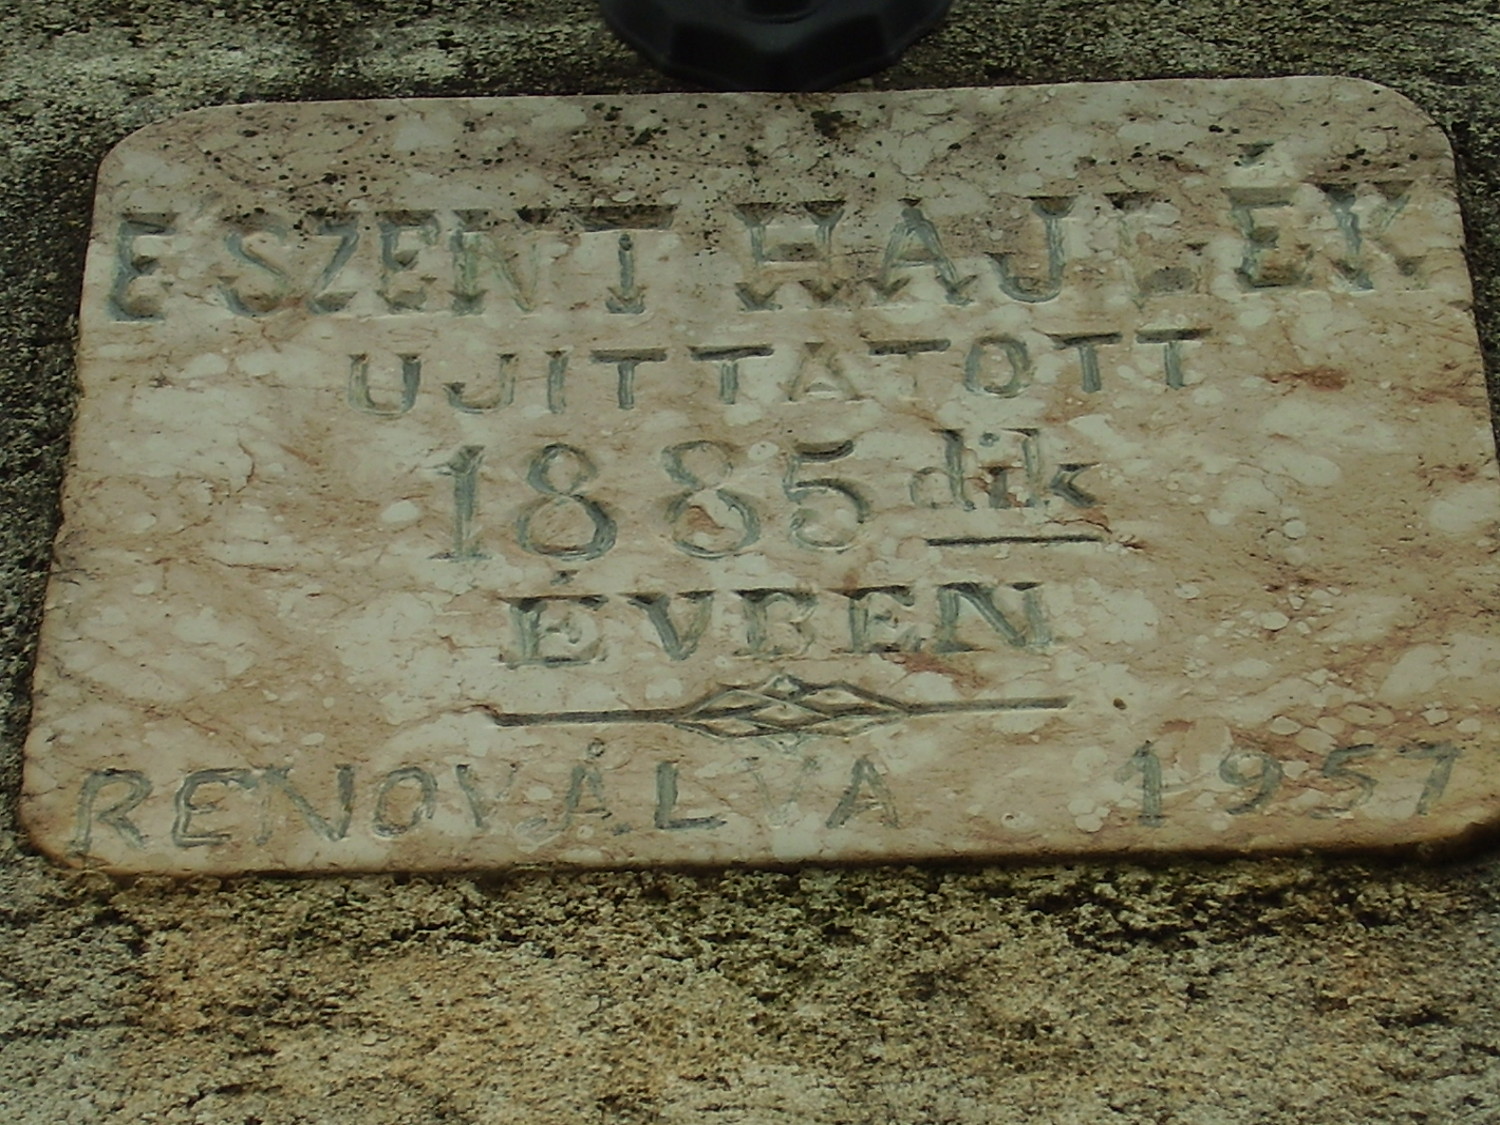 E SZENT HAJLÉK
UJITTATOTT
1885 dik
ÉVBEN
RENOVÁLVA 1957